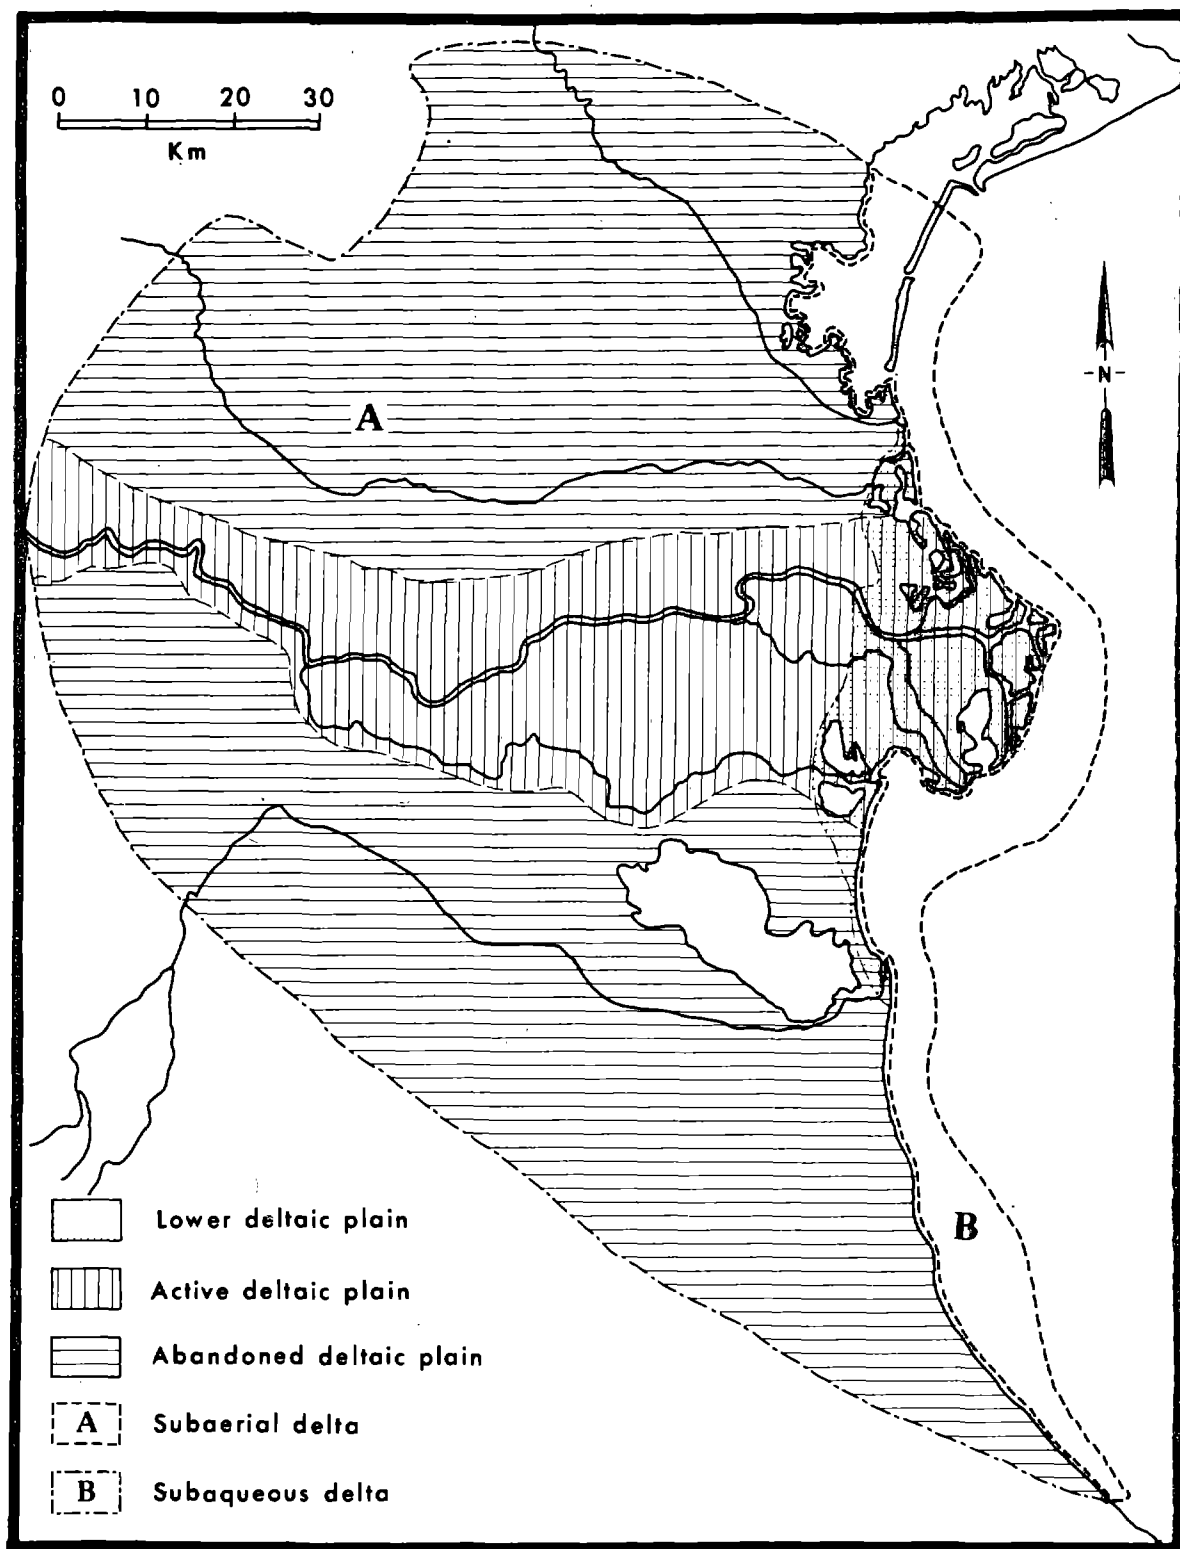 0 10 20 30
Km
A
N
B
Lower deltaic plain
Active deltaic plain
Abandoned deltaic plain
A Subaerial delta
B Subaqueous delta